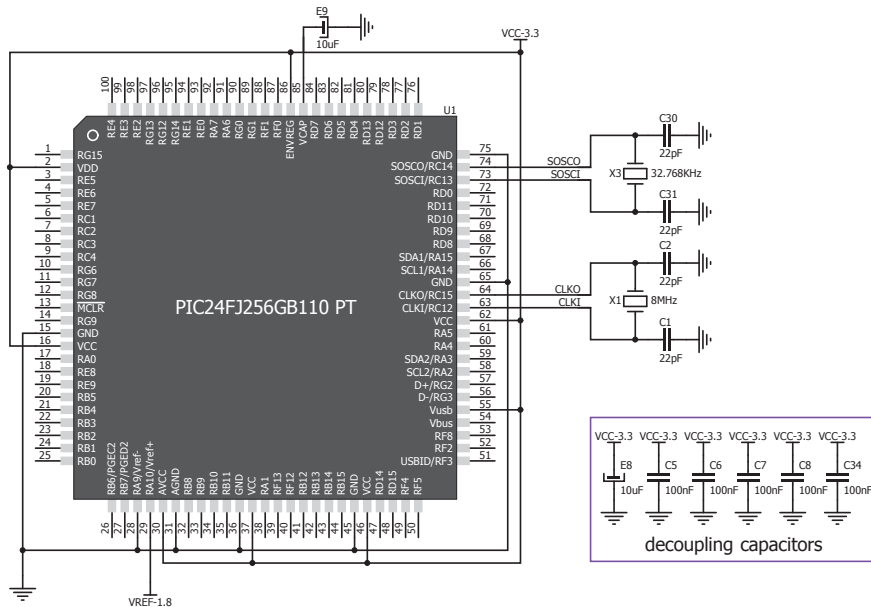 E9
10uF
VCC-3.3
100 99 98 97 96 95 94 93 92 91 90 89 88 87 86 85 84 83 82 81 80 79 78 77 76
U1
RE4 RE3 RE2 RG13 RG12 RG14 RE1 RE0 RA7 RA6 RG0 RG1 RF1 RF0 ENVREG VCAP RD7 RD6 RD5 RD4 RD13 RD12 RD3 RD2 RD1
1 RG15
2 VDD
3 RE5
4 RE6
5 RE7
6 RC1
7 RC2
8 RC3
9 RC4
10 RG6
11 RG7
12 RG8
13 MCLR
14 RG9
15 GND
16 VCC
17 RA0
18 RE8
19 RE9
20 RB5
21 RB4
22 RB3
23 RB2
24 RB1
25 RB0
PIC24FJ256GB110 PT
GND 75
SOSCO/RC14 74
SOSCI/RC13 73
RD0 72
RD11 71
RD10 70
RD9 69
RD8 68
SDA1/RA15 67
SCL1/RA14 66
GND 65
CLKO/RC15 64
CLKI/RC12 63
VCC 62
RA5 61
RA4 60
SDA2/RA3 59
SCL2/RA2 58
D+/RG2 57
D-/RG3 56
Vusb 55
Vbus 54
RF8 53
RF2 52
USBID/RF3 51
RB6/PGEC2 RB7/PGED2 RA9/Vref- RA10/Vref+ AVCC AGND RB8 RB9 RB10 RB11 GND VCC RA1 RF13 RF12 RB12 RB13 RB14 RB15 GND VCC RD14 RD15 RF4 RF5
26 27 28 29 30 31 32 33 34 35 36 37 38 39 40 41 42 43 44 45 46 47 48 49 50
VREF-1.8
SOSCO
SOSCI
C30
22pF
X3 32.768KHz
C31
22pF
CLKO
CLKI
C2
22pF
X1 8MHz
C1
22pF
VCC-3.3 VCC-3.3 VCC-3.3 VCC-3.3 VCC-3.3 VCC-3.3
E8 C5 C6 C7 C8 C34
10uF 100nF 100nF 100nF 100nF 100nF
decoupling capacitors